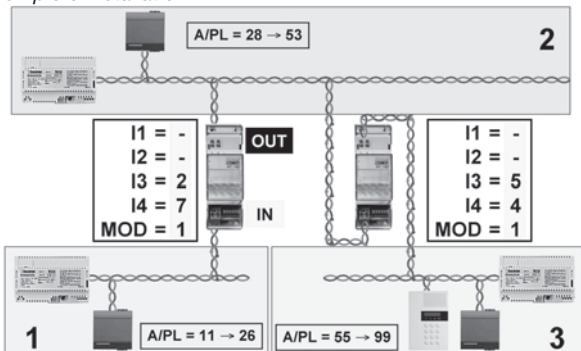 A/PL = 28 → 53
2
I1 = -
I2 = -
I3 = 2
I4 = 7
MOD = 1
OUT
IN
I1 = -
I2 = -
I3 = 5
I4 = 4
MOD = 1
1
A/PL = 11 → 26
A/PL = 55 → 99
3